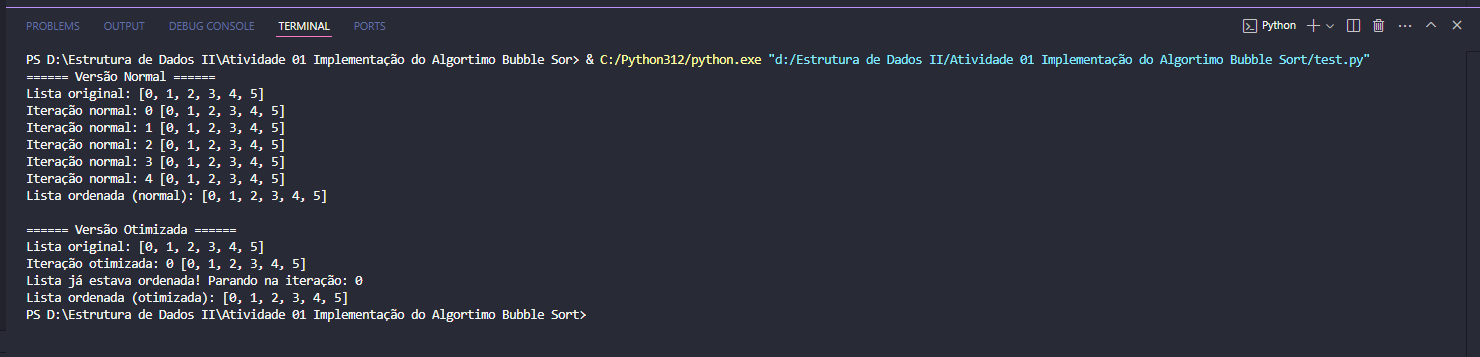 PROBLEMS OUTPUT DEBUG CONSOLE TERMINAL PORTS Python
PS D:\Estrutura de Dados II\Atividade 01 Implementação do Algortimo Bubble Sor> & C:/Python312/python.exe "d:/Estrutura de Dados II/Atividade 01 Implementação do Algortimo Bubble Sort/test.py"
====== Versão Normal ======
Lista original: [0, 1, 2, 3, 4, 5]
Iteração normal: 0 [0, 1, 2, 3, 4, 5]
Iteração normal: 1 [0, 1, 2, 3, 4, 5]
Iteração normal: 2 [0, 1, 2, 3, 4, 5]
Iteração normal: 3 [0, 1, 2, 3, 4, 5]
Iteração normal: 4 [0, 1, 2, 3, 4, 5]
Lista ordenada (normal): [0, 1, 2, 3, 4, 5]
====== Versão Otimizada ======
Lista original: [0, 1, 2, 3, 4, 5]
Iteração otimizada: 0 [0, 1, 2, 3, 4, 5]
Lista já estava ordenada! Parando na iteração: 0
Lista ordenada (otimizada): [0, 1, 2, 3, 4, 5]
PS D:\Estrutura de Dados II\Atividade 01 Implementação do Algortimo Bubble Sort>